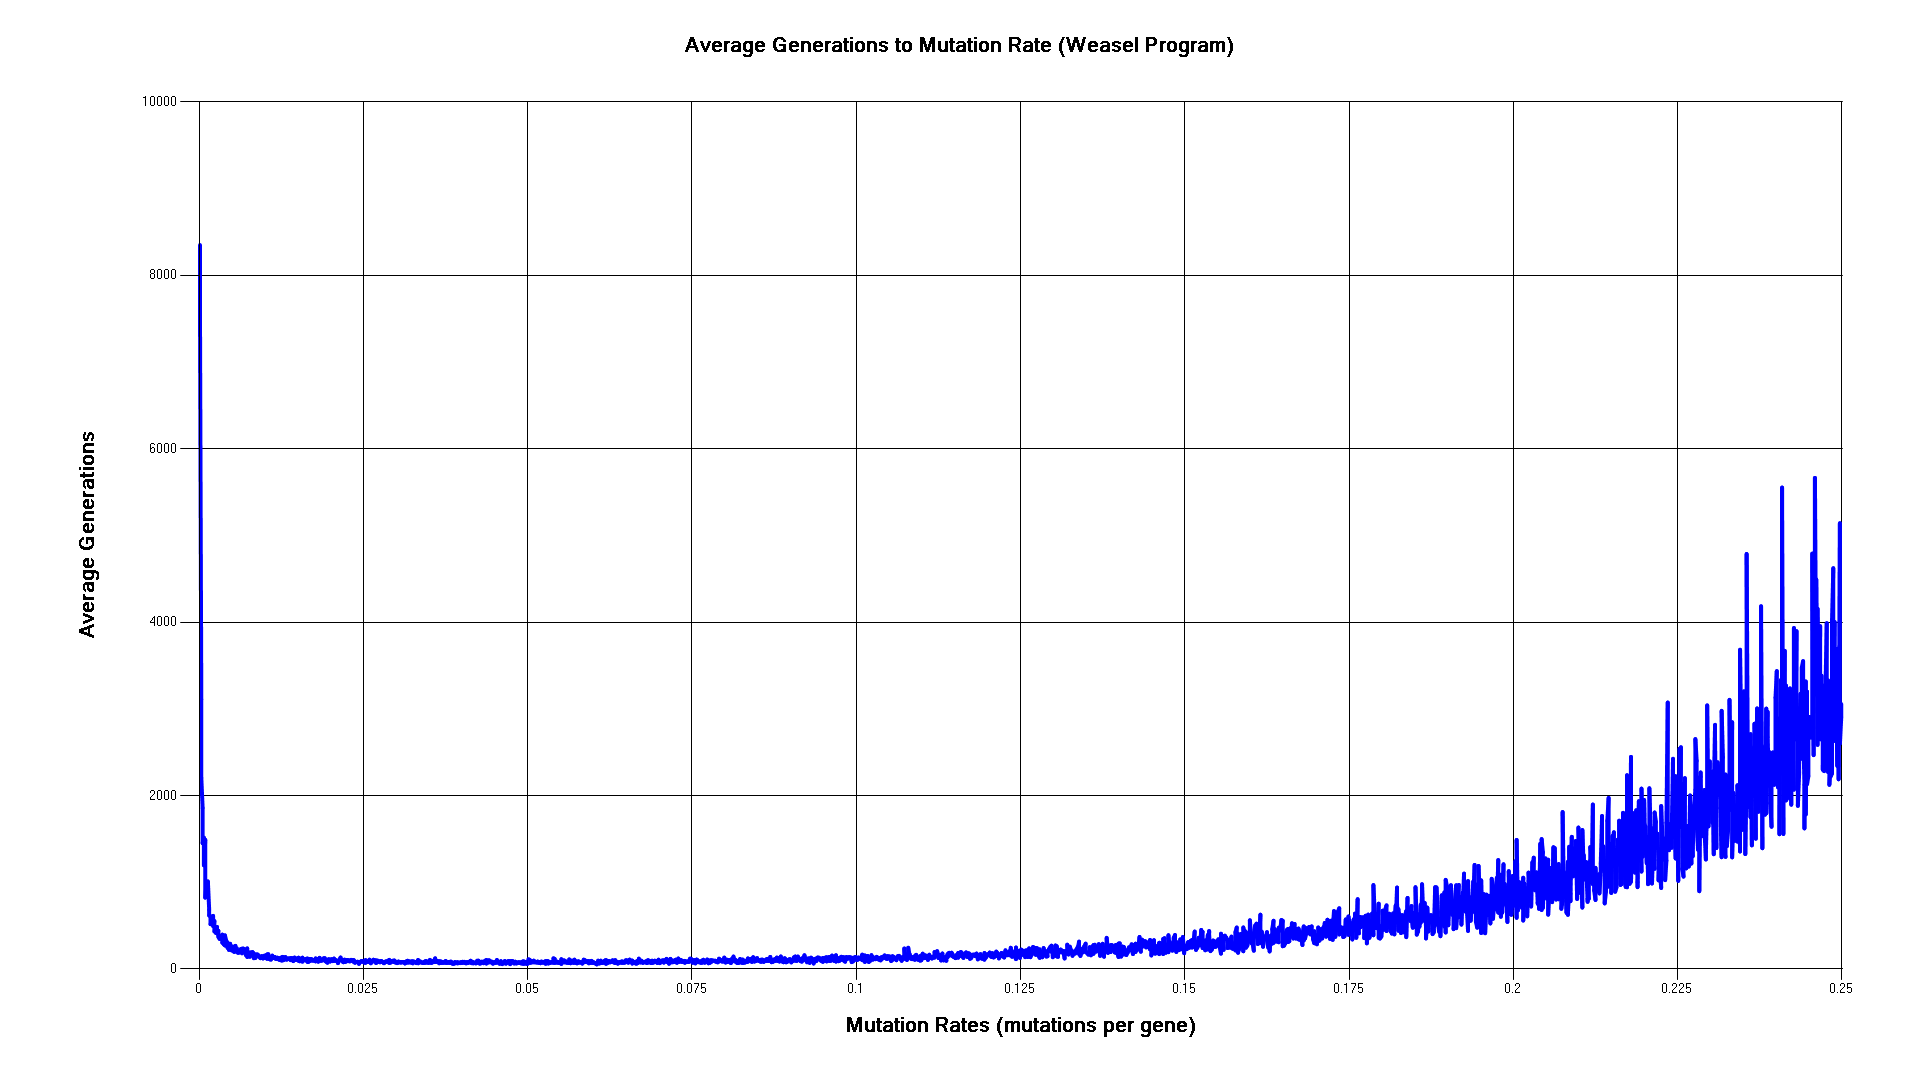 Average Generations to Mutation Rate (Weasel Program)
10000
8000
6000
4000
2000
0
Average Generations
0 0.025 0.05 0.075 0.1 0.125 0.15 0.175 0.2 0.225 0.25
Mutation Rates (mutations per gene)